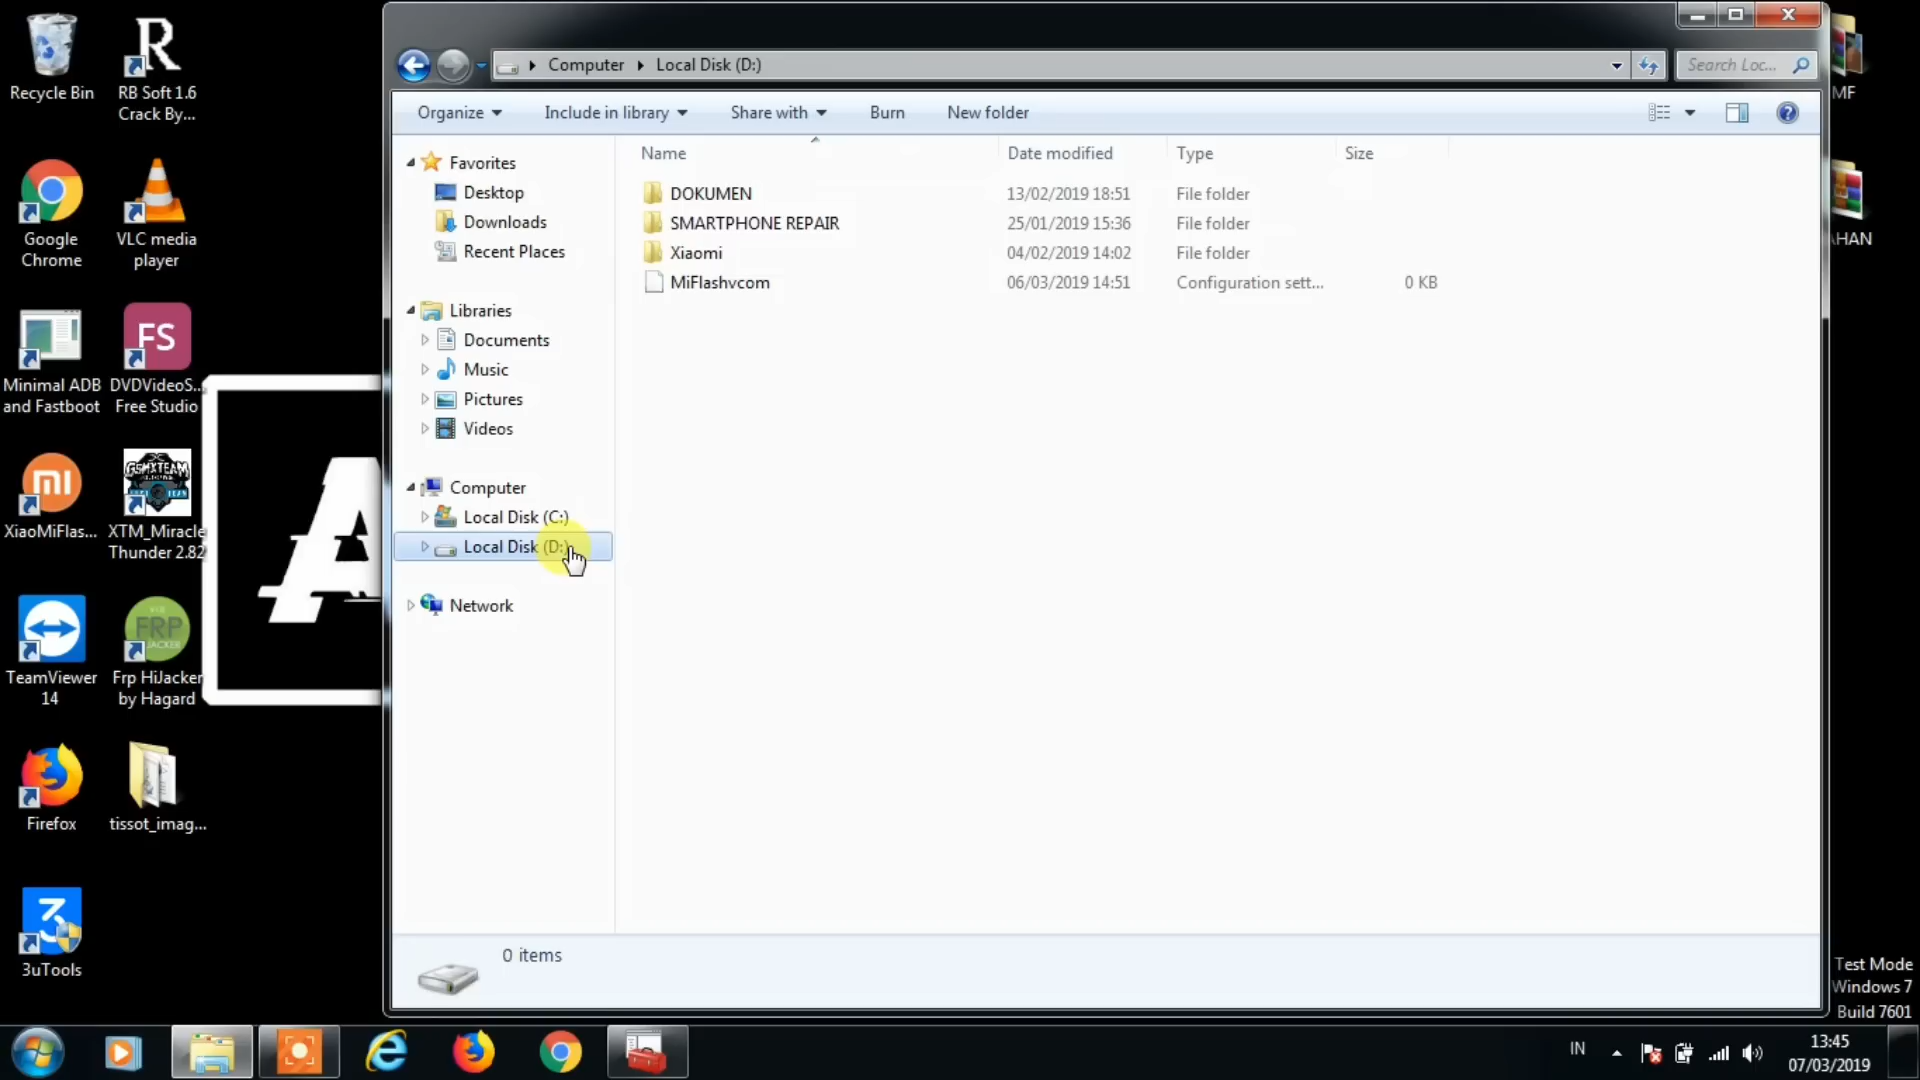 Recycle Bin
RB Soft 1.6
Crack By...
Google
Chrome
VLC media
player
Minimal ADB
and Fastboot
FS
DVDVideoS...
Free Studio
XiaoMiFlas...
GSMXTEAM
XTM_Miracle
Thunder 2.82
TeamViewer
14
FRP
JACKER
Frp HiJacker
by Hagard
Firefox
tissot_imag...
3uTools
Computer
Local Disk (D:)
Search Loc...
Organize
Include in library
Share with
Burn
New folder
Favorites
Desktop
Downloads
Recent Places
Libraries
Documents
Music
Pictures
Videos
Computer
Local Disk (C:)
Local Disk (D:)
Network
Name Date modified Type Size
DOKUMEN 13/02/2019 18:51 File folder
SMARTPHONE REPAIR 25/01/2019 15:36 File folder
Xiaomi 04/02/2019 14:02 File folder
MiFlashvcom 06/03/2019 14:51 Configuration sett... 0 KB
0 items
MF
HAN
Test Mode
Windows 7
Build 7601
IN
13:45
07/03/2019